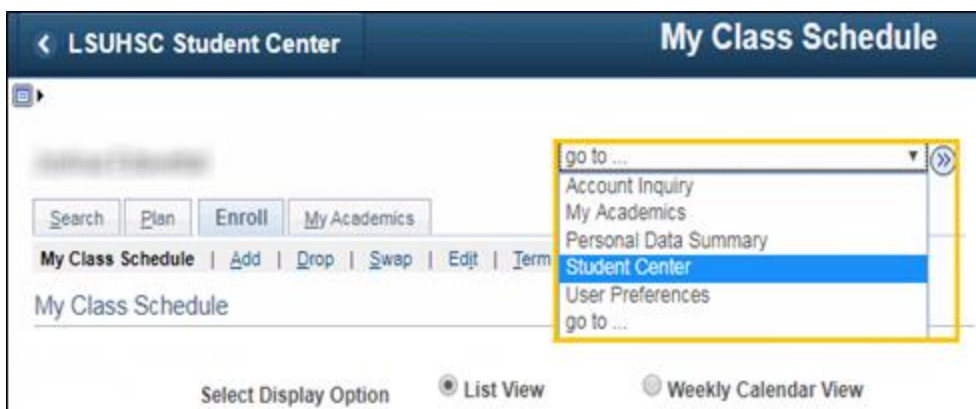 LSUHSC Student Center
My Class Schedule
go to ...
Account Inquiry
My Academics
Personal Data Summary
Student Center
User Preferences
go to ...
Search Plan Enroll My Academics
My Class Schedule | Add | Drop | Swap | Edit | Term
My Class Schedule
Select Display Option List View Weekly Calendar View